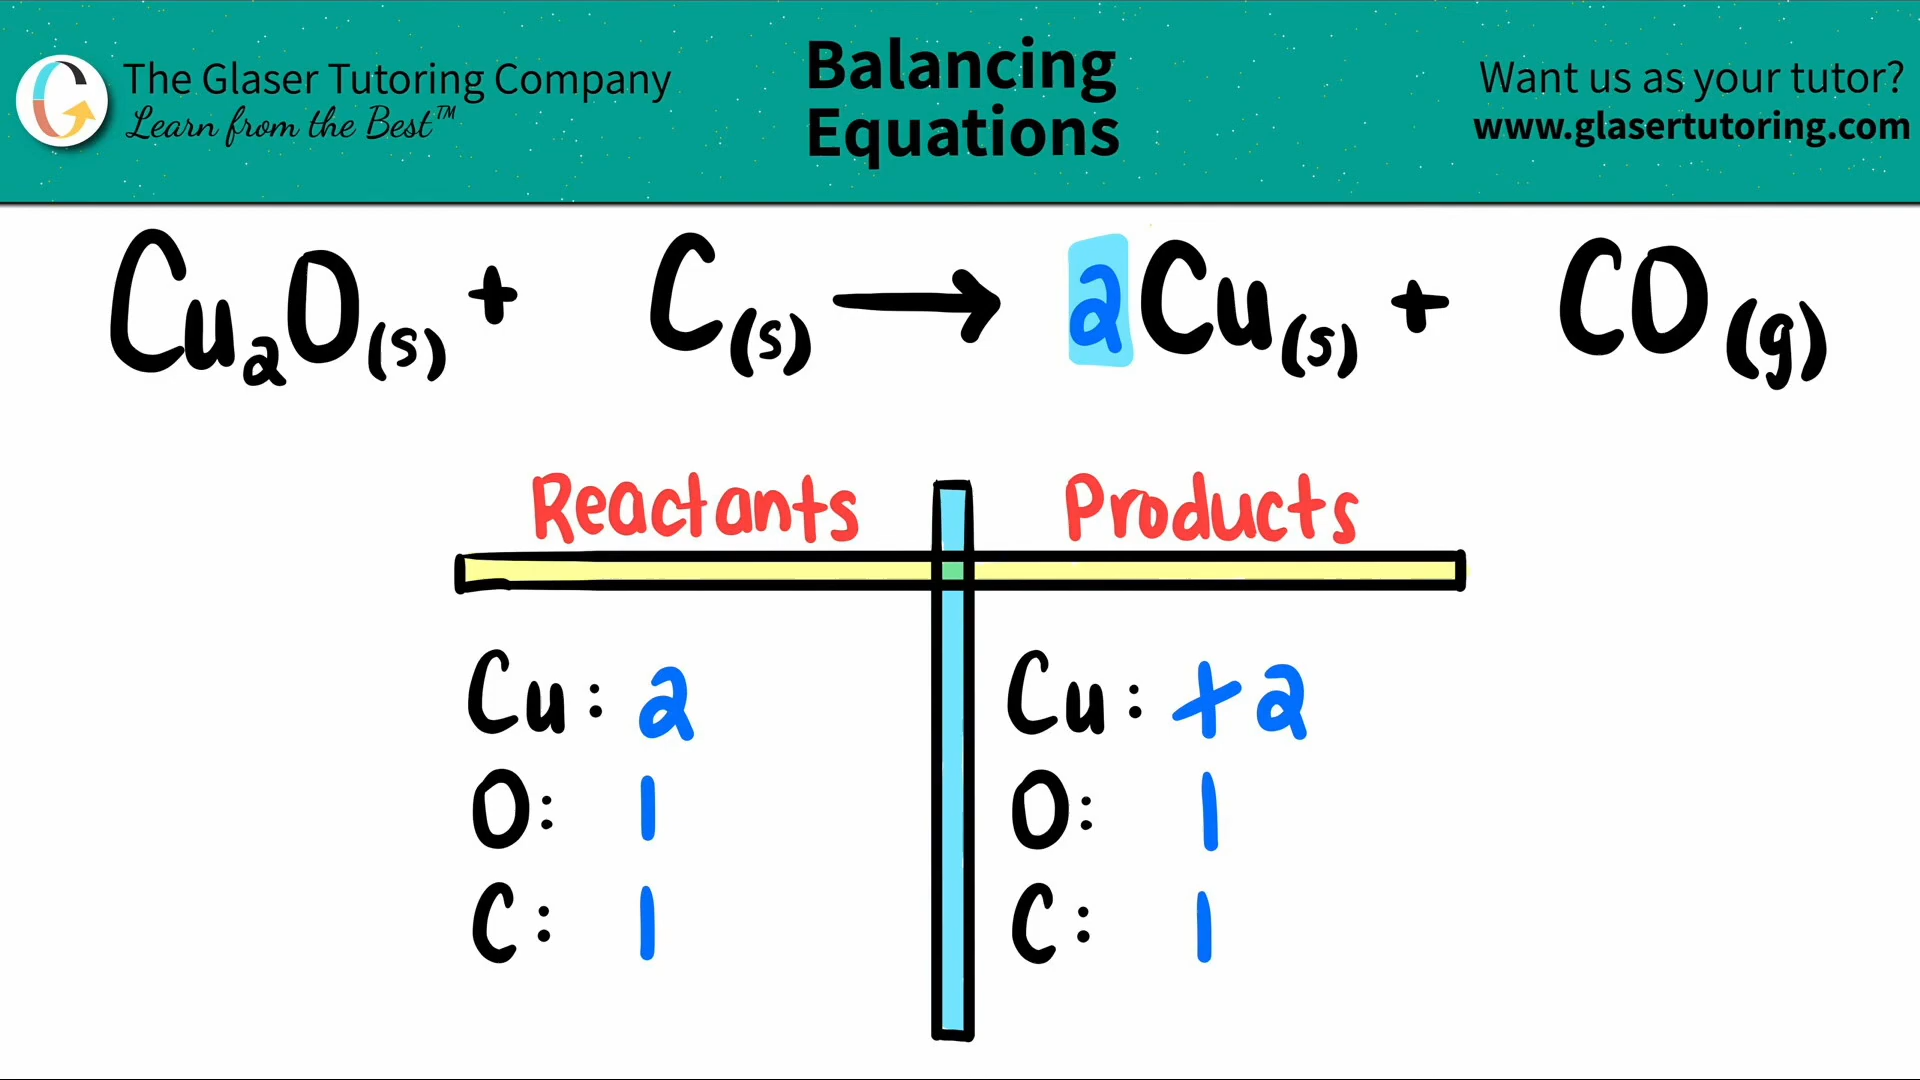 The Glaser Tutoring Company
Learn from the Best™
Balancing
Equations
Want us as your tutor?
www.glasertutoring.com
Cu₂O(s) + C(s) → 2Cu(s) + CO(g)
Reactants Products
Cu: 2 Cu: +2
O: 1 O: 1
C: 1 C: 1